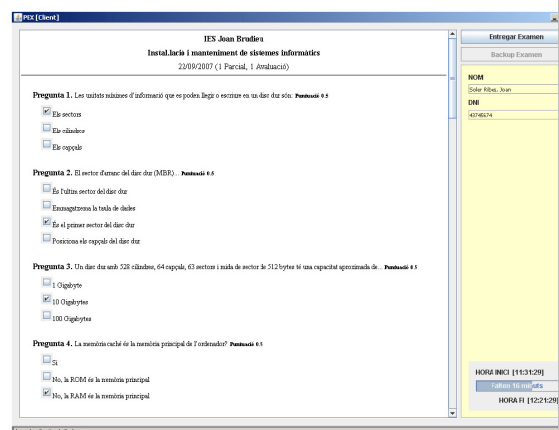 PEX [Client]
IES Joan Brudieu
Instal.lació i manteniment de sistemes informàtics
22/09/2007 (1 Parcial, 1 Avaluació)
Pregunta 1. Les unitats mínimes d'informació que es poden llegir o escriure en un disc dur són: Puntuació 0.5
Els sectors
Els cilindres
Els capçals
Pregunta 2. El sector d'arranc del disc dur (MBR)... Puntuació 0.5
És l'ultim sector del disc dur
Emmagatzema la taula de dades
És el primer sector del disc dur
Posiciona els capçals del disc dur
Pregunta 3. Un disc dur amb 528 cilindres, 64 capçals, 63 sectors i mida de sector de 512 bytes té una capacitat aproximada de... Puntuació 0.5
1 Gigabyte
10 Gigabytes
100 Gigabytes
Pregunta 4. La memòria caché és la memòria principal de l'ordenador? Puntuació 0.5
Si
No, la ROM és la memòria principal
No, la RAM és la memòria principal
Entregar Examen
Backup Examen
NOM
Soler Ribes, Joan
DNI
43745674
HORA INICI [11:31:29]
Falten 16 minuts
HORA FI [12:21:29]